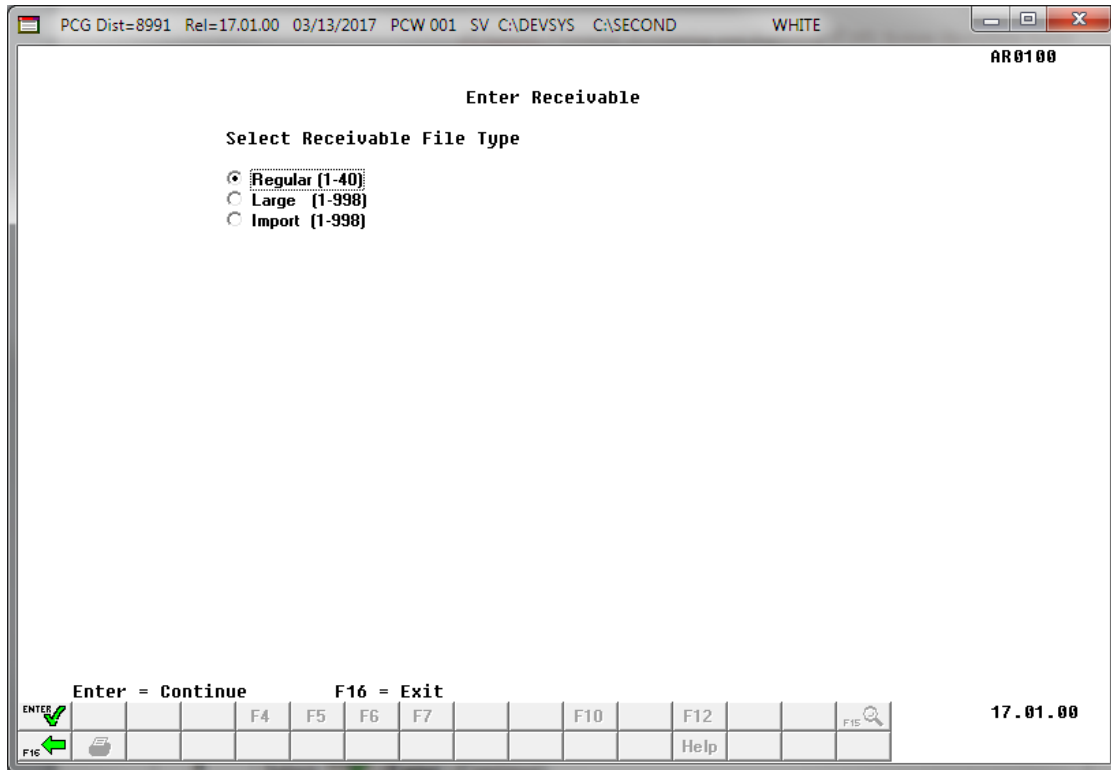 PCG Dist=8991 Rel=17.01.00 03/13/2017 PCW 001 SV C:\DEVSYS C:\SECOND WHITE
AR0100
Enter Receivable
Select Receivable File Type
Regular (1-40)
Large (1-998)
Import (1-998)
Enter = Continue F16 = Exit
ENTER F4 F5 F6 F7 F10 F12 F15 17.01.00
F16 Help